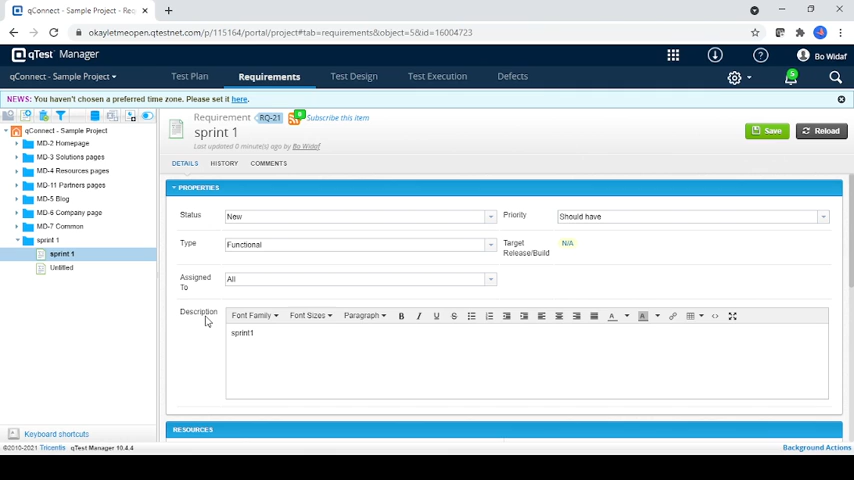 qConnect - Sample Project
okayletmeopen.qtestnet.com/p/115164/portal/project#tab=requirements&object=5&id=16004723
qTest Manager
Bo Widaf
qConnect - Sample Project
Test Plan
Requirements
Test Design
Test Execution
Defects
5
NEWS: You haven't chosen a preferred time zone. Please set it here.
qConnect - Sample Project
MD-2 Homepage
MD-3 Solutions pages
MD-4 Resources pages
MD-11 Partners pages
MD-5 Blog
MD-6 Company page
MD-7 Common
sprint 1
sprint 1
Untitled
Keyboard shortcuts
Requirement RQ-21 0 Subscribe this item
sprint 1
Last updated 0 minute(s) ago by Bo Widaf
Save
Reload
DETAILS HISTORY COMMENTS
PROPERTIES
Status New Priority Should have
Type Functional Target Release/Build N/A
Assigned To All
Description
Font Family Font Sizes Paragraph B I U S A A
sprint1
RESOURCES
©2010-2021 Tricentis qTest Manager 10.4.4
Background Actions